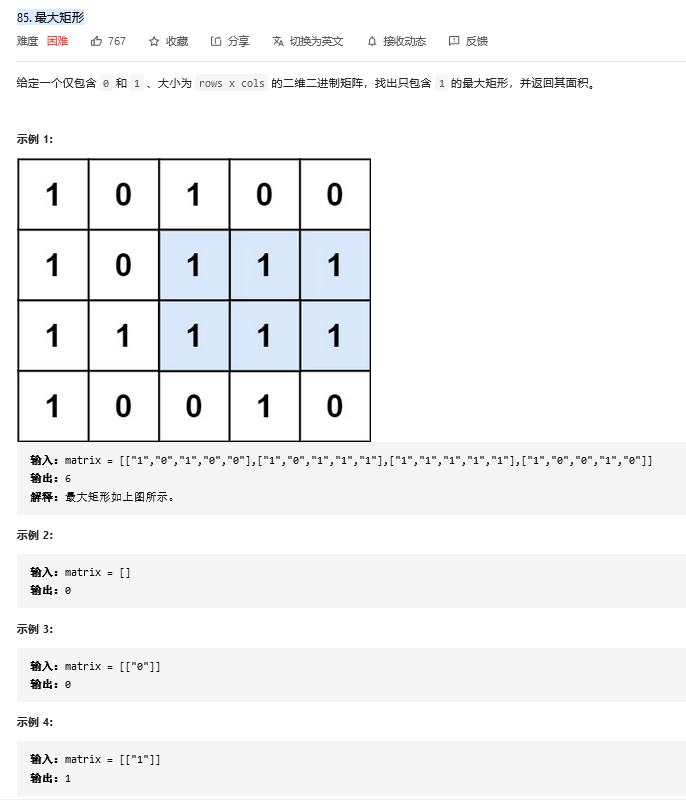 85. 最大矩形
难度 困难 767 收藏 分享 切换为英文 接收动态 反馈
给定一个仅包含 0 和 1 、大小为 rows x cols 的二维二进制矩阵，找出只包含 1 的最大矩形，并返回其面积。
示例 1:
1 0 1 0 0
1 0 1 1 1
1 1 1 1 1
1 0 0 1 0
输入：matrix = [["1","0","1","0","0"],["1","0","1","1","1"],["1","1","1","1","1"],["1","0","0","1","0"]]
输出：6
解释：最大矩形如上图所示。
示例 2:
输入：matrix = []
输出：0
示例 3:
输入：matrix = [["0"]]
输出：0
示例 4:
输入：matrix = [["1"]]
输出：1